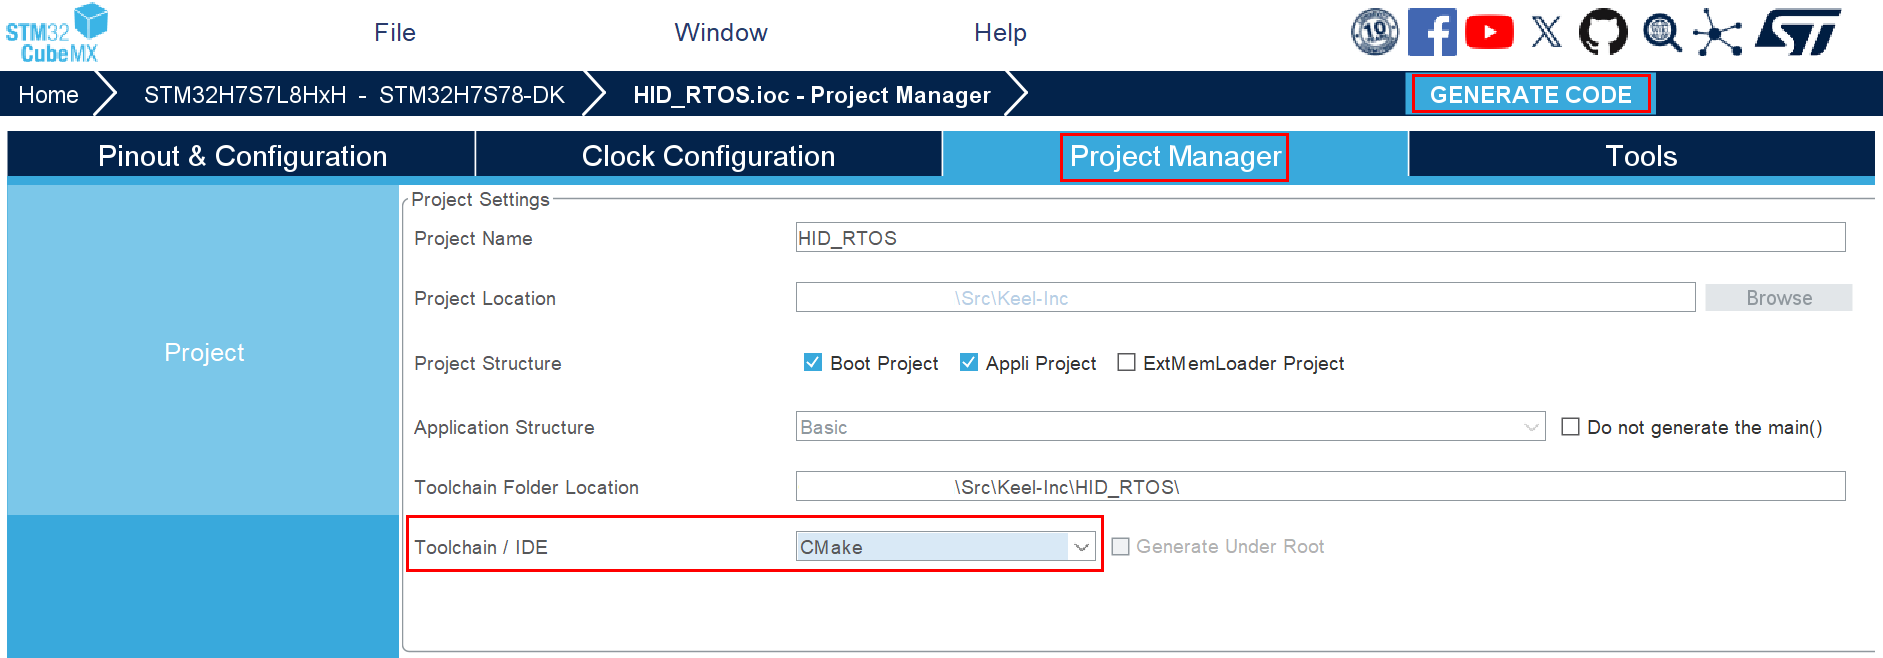 STM32
CubeMX
File Window Help
10
Home STM32H7S7L8HxH - STM32H7S78-DK HID_RTOS.ioc - Project Manager GENERATE CODE
Pinout & Configuration Clock Configuration Project Manager Tools
Project
Project Settings
Project Name HID_RTOS
Project Location \Src\Keel-Inc Browse
Project Structure Boot Project Appli Project ExtMemLoader Project
Application Structure Basic Do not generate the main()
Toolchain Folder Location \Src\Keel-Inc\HID_RTOS\
Toolchain / IDE CMake Generate Under Root